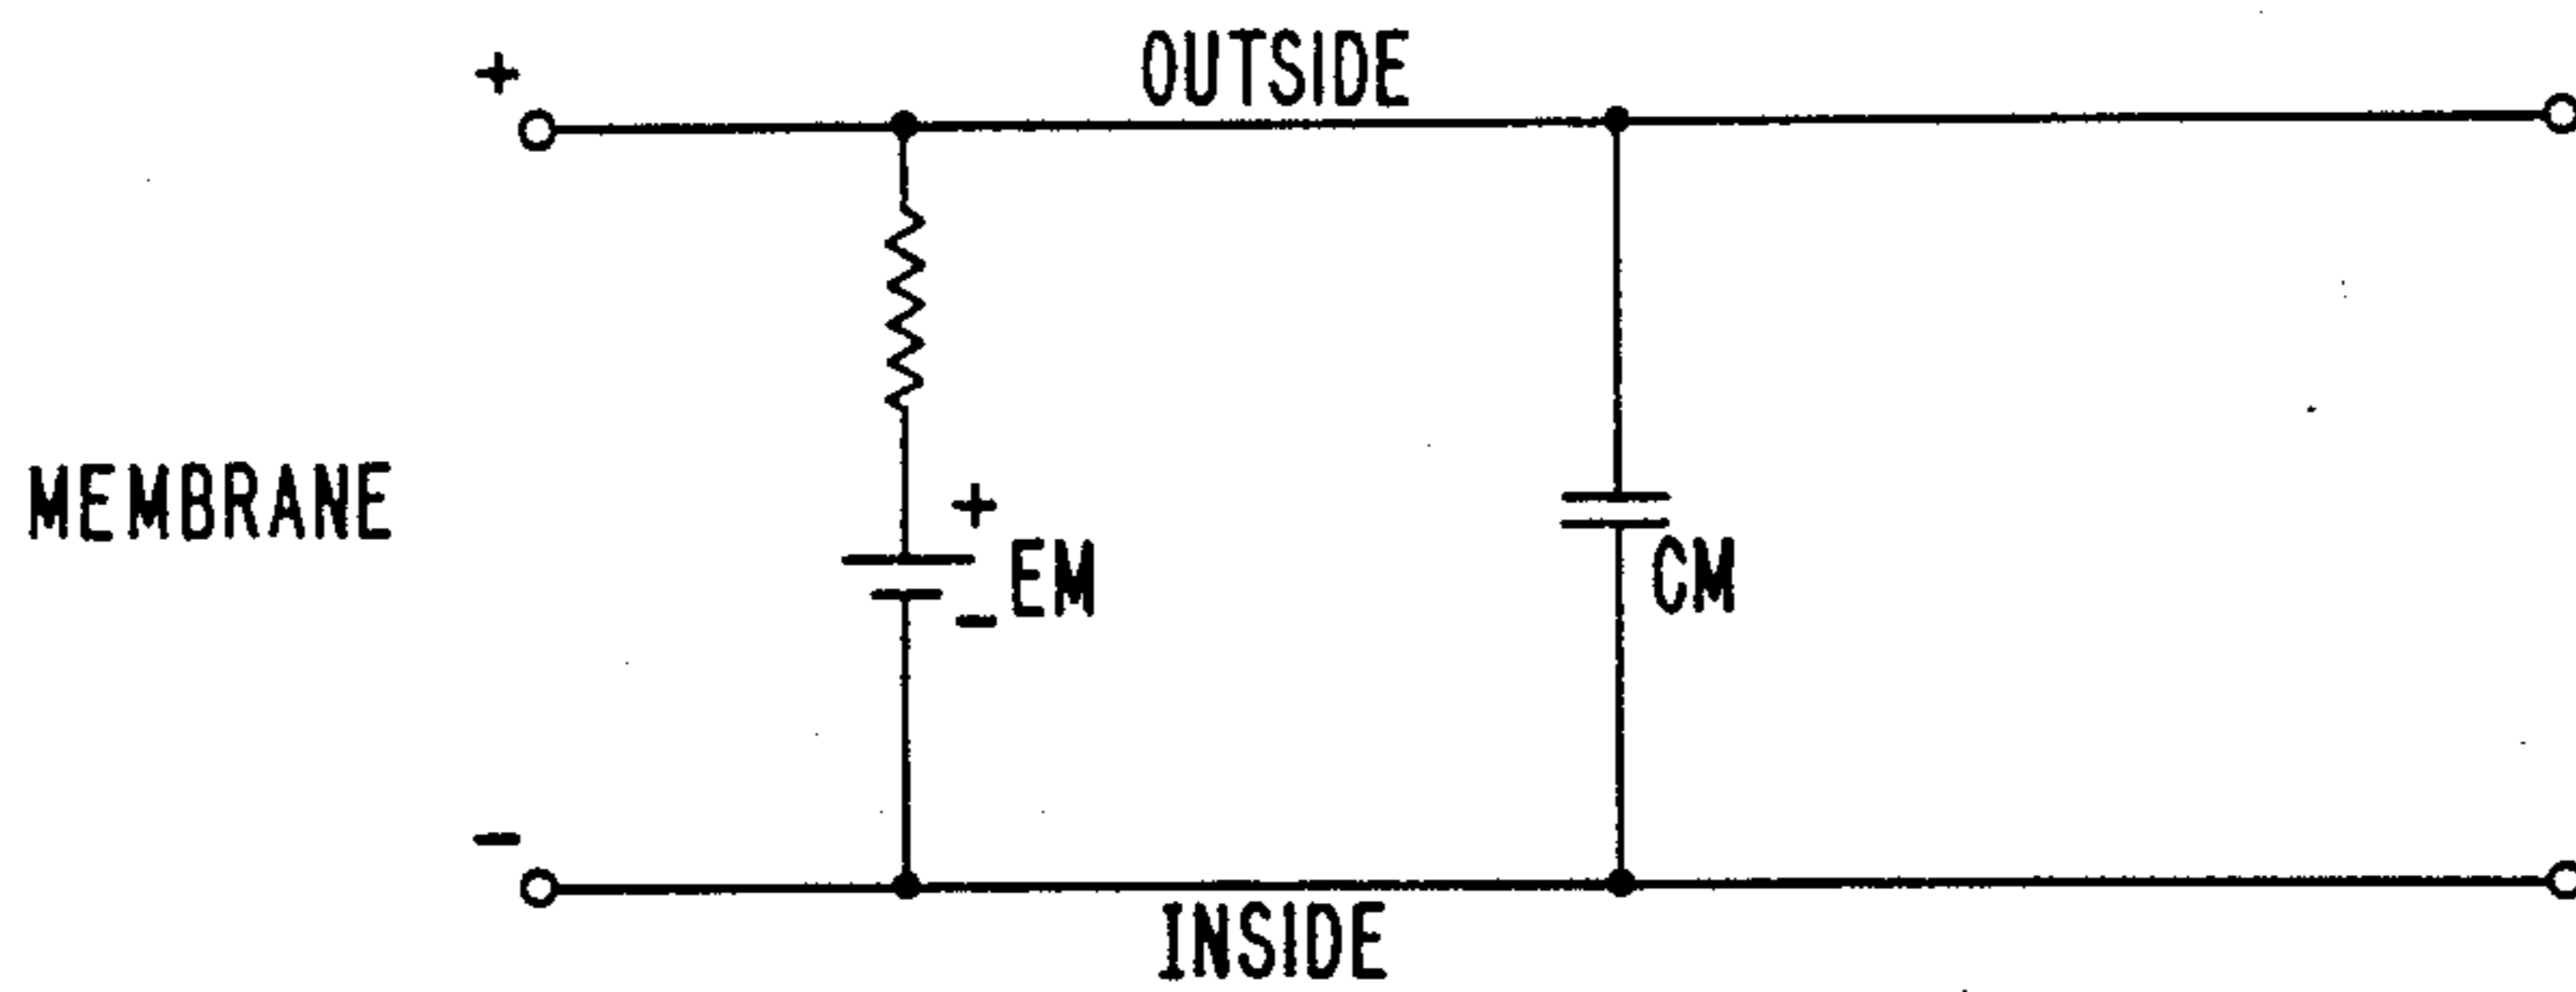 OUTSIDE
+
+
MEMBRANE
EM
-
CM
-
INSIDE